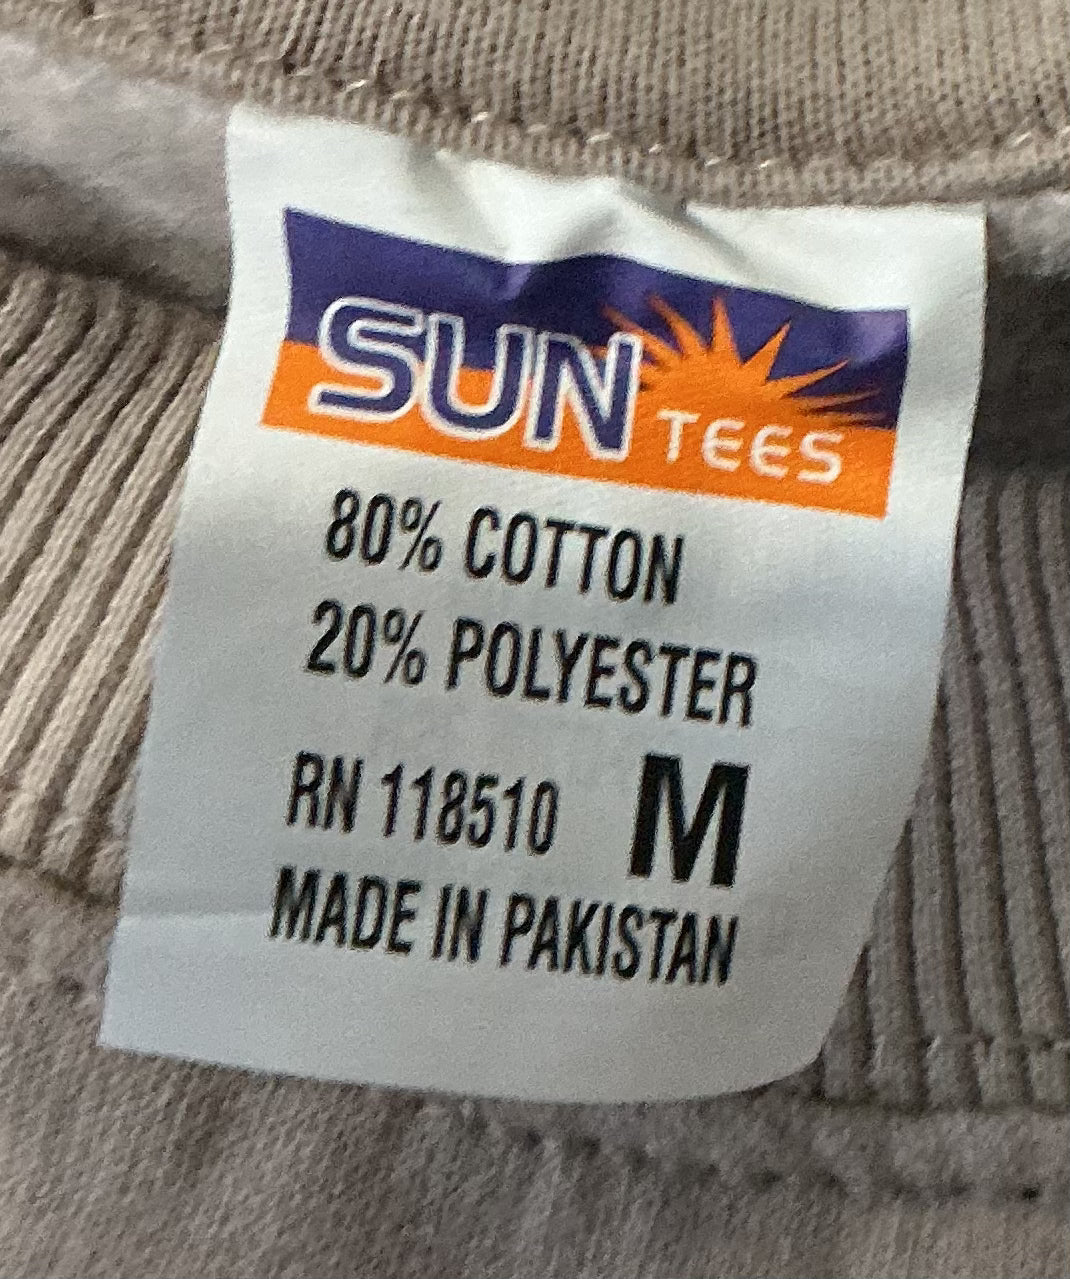 SUN TEES
80% COTTON
20% POLYESTER
RN 118510 M
MADE IN PAKISTAN